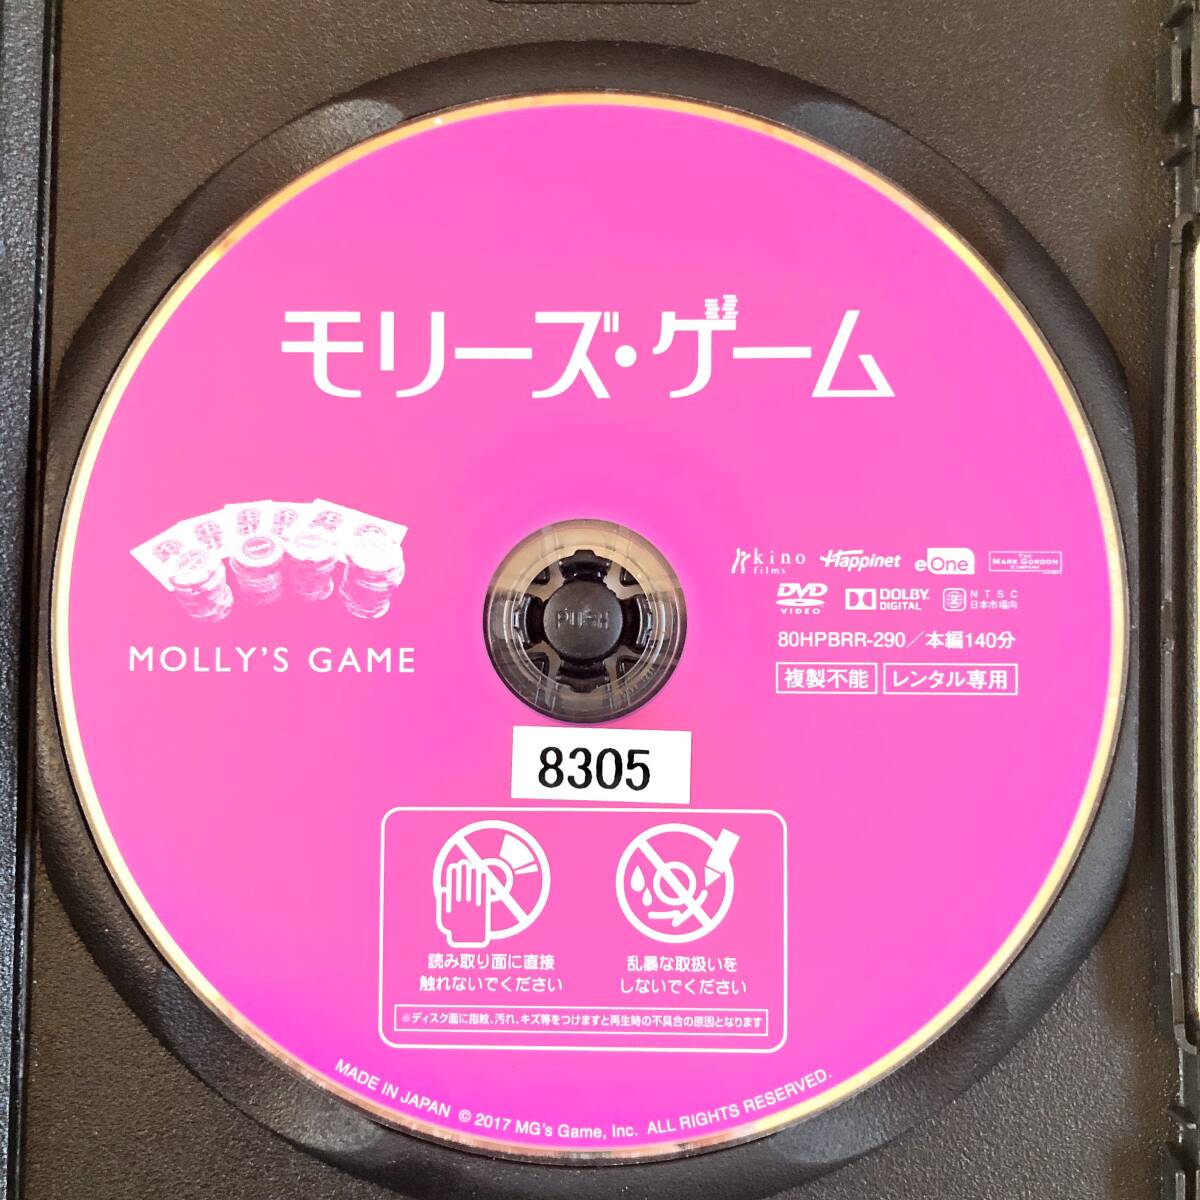 モリーズ・ゲーム
MOLLY'S GAME
kino films
Happinet
eOne
THE MARK GORDON COMPANY
DVD VIDEO
DOLBY DIGITAL
2 NTSC 日本市場向
80HPBRR-290／本編140分
複製不能 レンタル専用
PUSH
8305
読み取り面に直接
触れないでください
乱暴な取扱いを
しないでください
※ディスク面に指紋、汚れ、キズ等をつけますと再生時の不具合の原因となります
MADE IN JAPAN © 2017 MG's Game, Inc. ALL RIGHTS RESERVED.